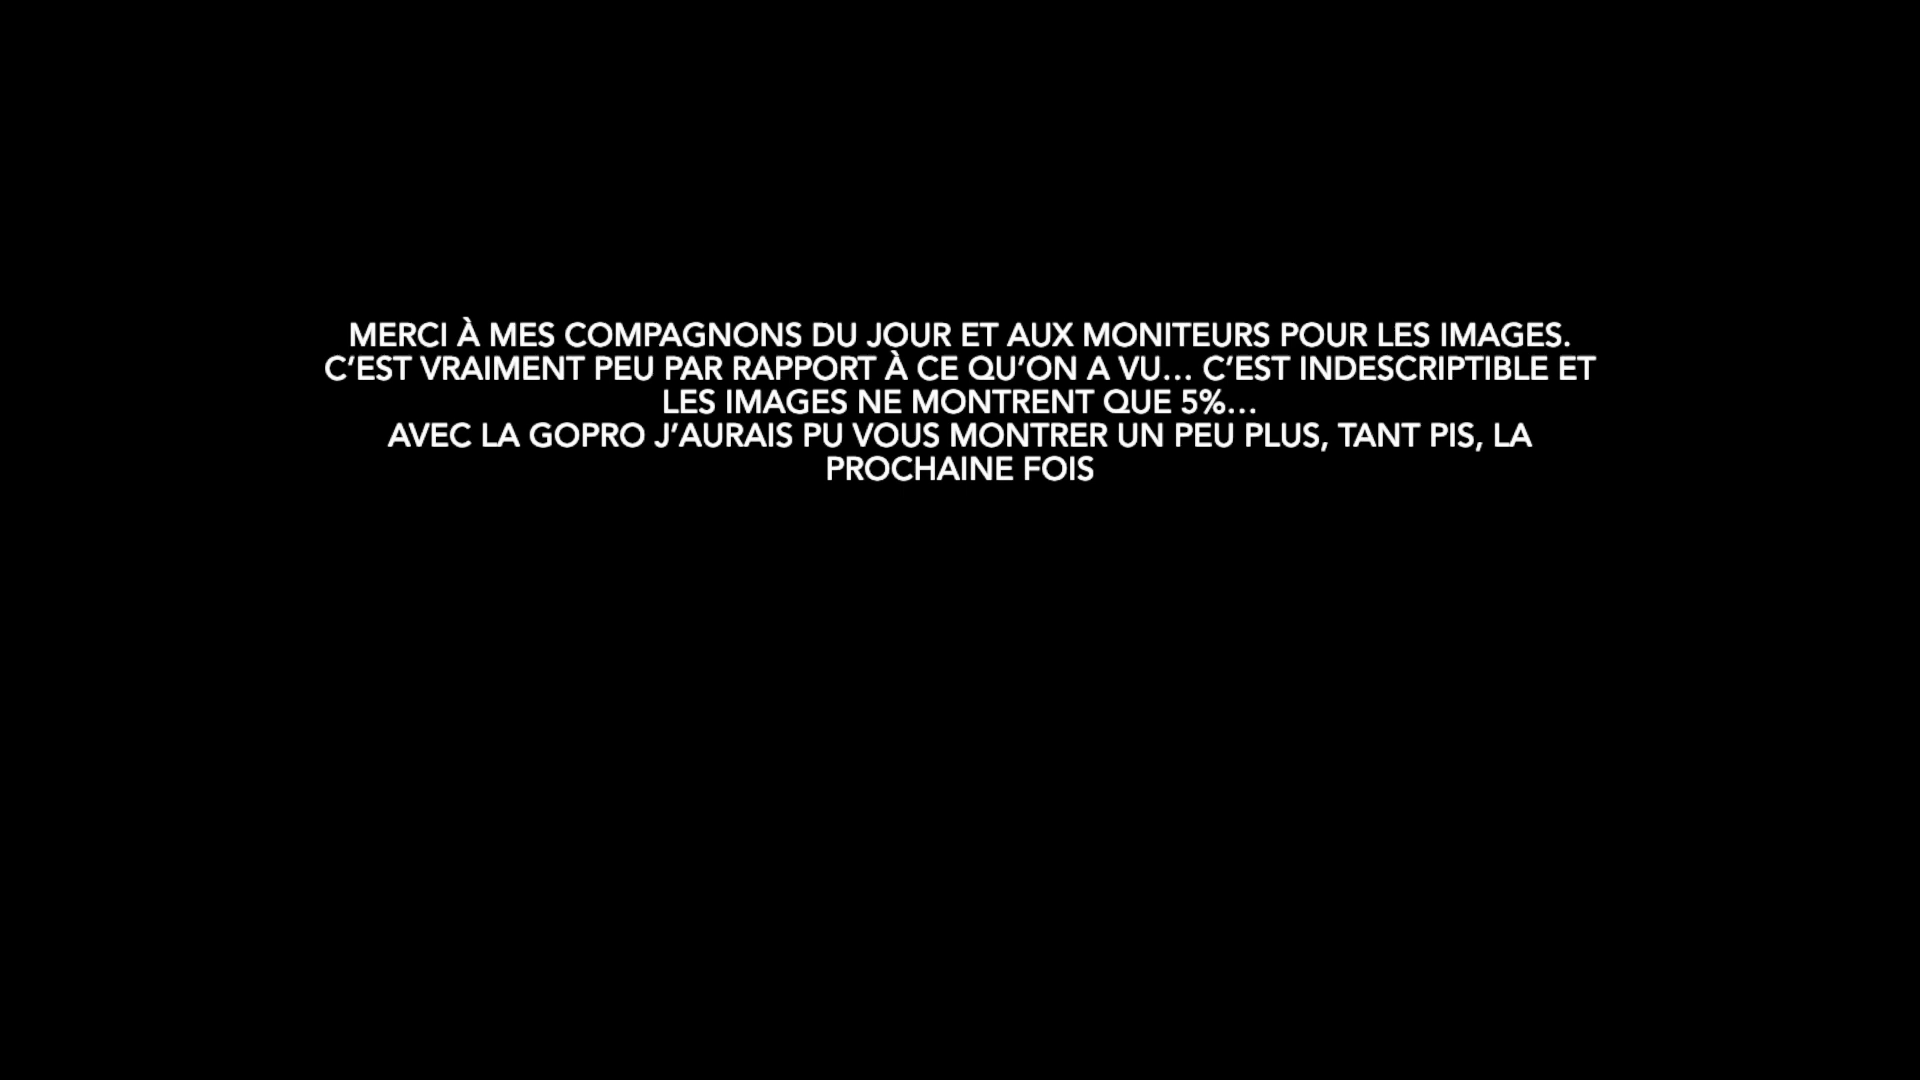 MERCI À MES COMPAGNONS DU JOUR ET AUX MONITEURS POUR LES IMAGES.
C’EST VRAIMENT PEU PAR RAPPORT À CE QU’ON A VU… C’EST INDESCRIPTIBLE ET
LES IMAGES NE MONTRENT QUE 5%…
AVEC LA GOPRO J’AURAIS PU VOUS MONTRER UN PEU PLUS, TANT PIS, LA
PROCHAINE FOIS